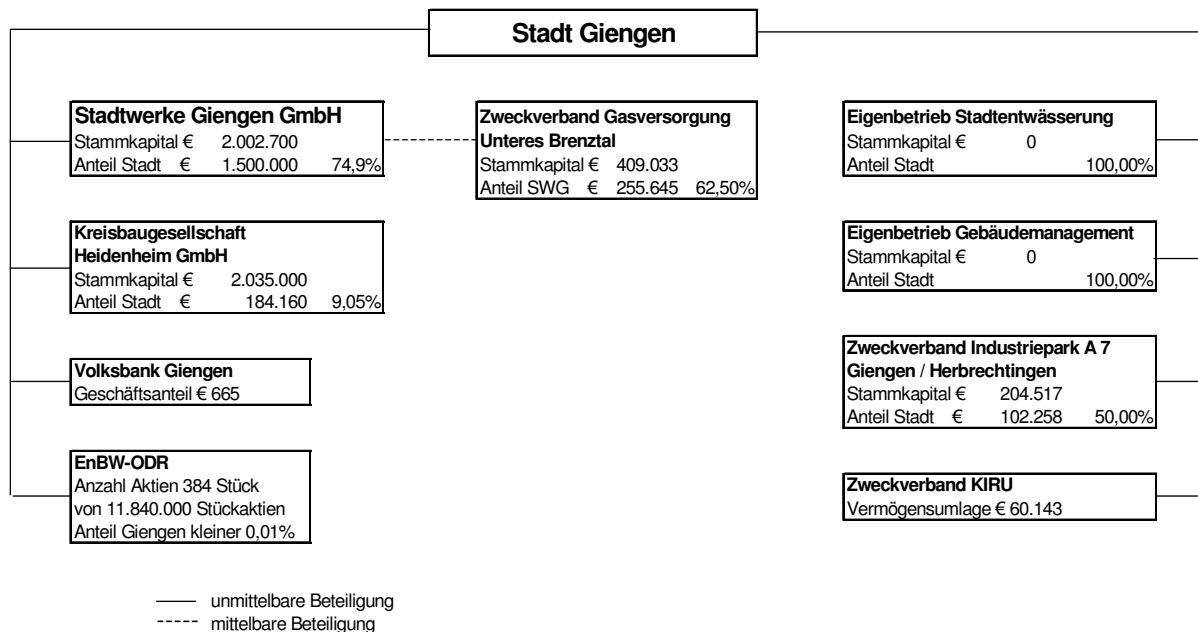 Stadt Giengen
Stadtwerke Giengen GmbH
Stammkapital € 2.002.700
Anteil Stadt € 1.500.000 74,9%
Zweckverband Gasversorgung
Unteres Brenztal
Stammkapital € 409.033
Anteil SWG € 255.645 62,50%
Eigenbetrieb Stadtentwässerung
Stammkapital € 0
Anteil Stadt 100,00%
Kreisbaugesellschaft
Heidenheim GmbH
Stammkapital € 2.035.000
Anteil Stadt € 184.160 9,05%
Eigenbetrieb Gebäudemanagement
Stammkapital € 0
Anteil Stadt 100,00%
Volksbank Giengen
Geschäftsanteil € 665
Zweckverband Industriepark A 7
Giengen / Herbrechtingen
Stammkapital € 204.517
Anteil Stadt € 102.258 50,00%
EnBW-ODR
Anzahl Aktien 384 Stück
von 11.840.000 Stückaktien
Anteil Giengen kleiner 0,01%
Zweckverband KIRU
Vermögensumlage € 60.143
unmittelbare Beteiligung
mittelbare Beteiligung